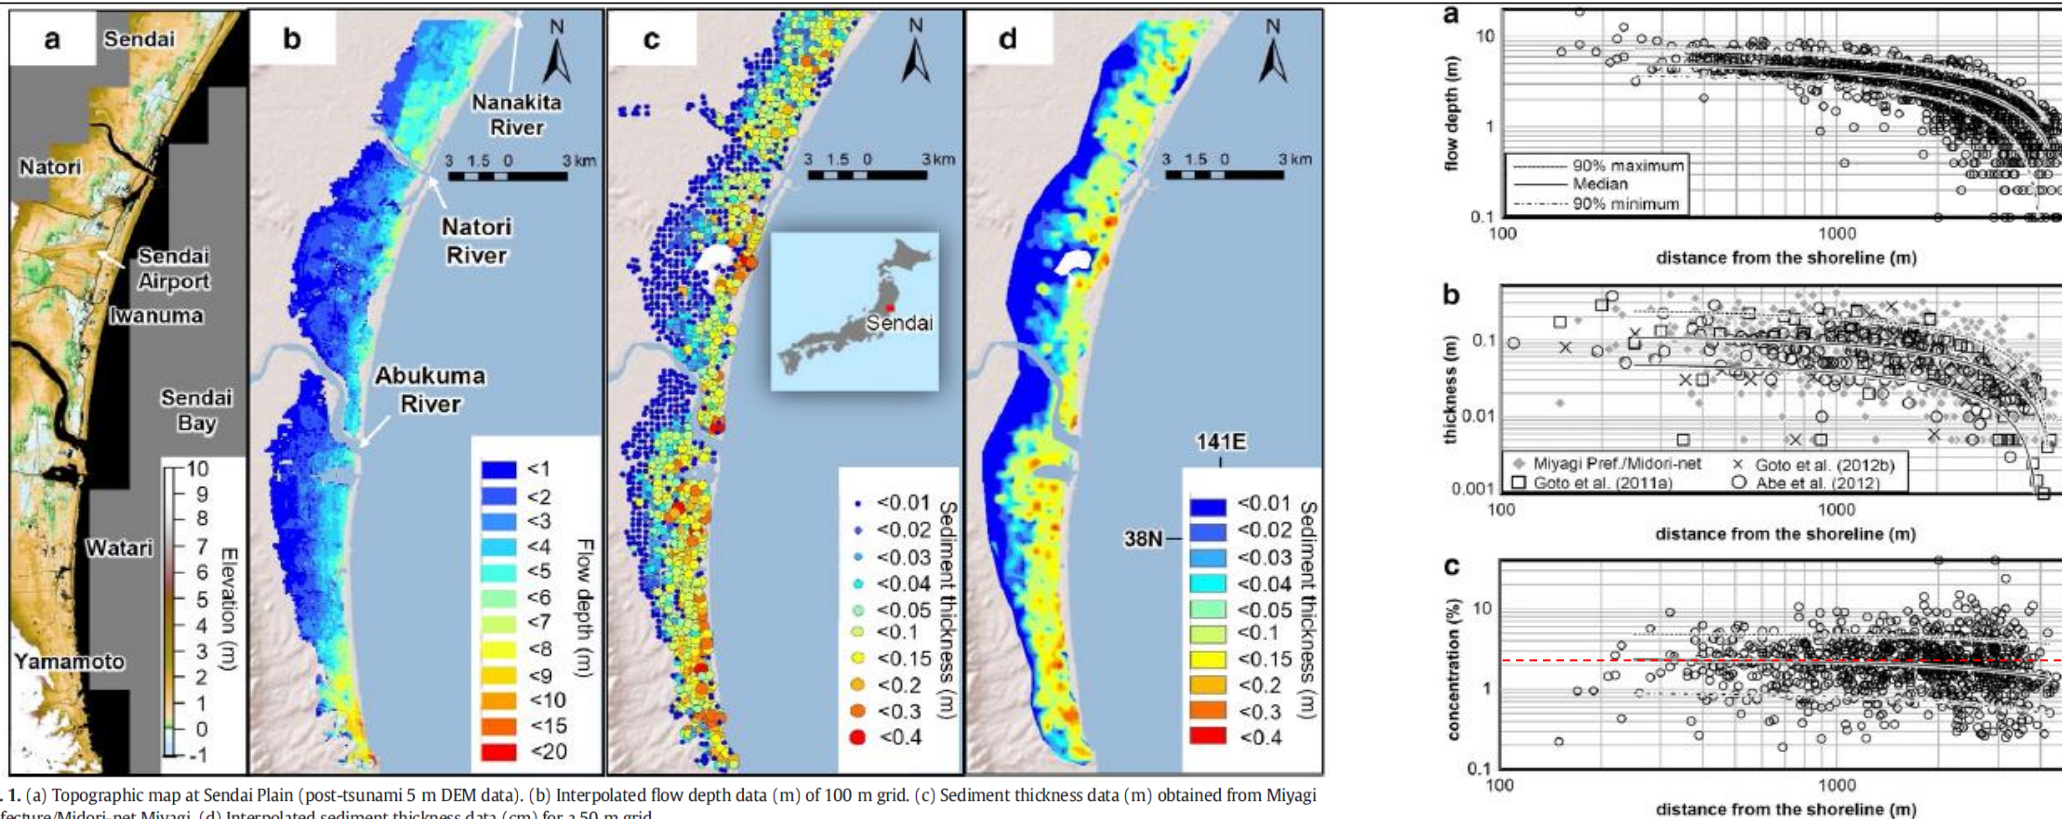 a
Sendai
Natori
Sendai
Airport
Iwanuma
Sendai
Bay
Watari
Yamamoto
10
9
8
7
6
5
4
3
2
1
0
-1
Elevation (m)
b
N
Nanakita
River
3 1.5 0 3 km
Natori
River
Abukuma
River
<1
<2
<3
<4
<5
<6
<7
<8
<9
<10
<15
<20
Flow depth (m)
c
N
3 1.5 0 3 km
Sendai
<0.01
<0.02
<0.03
<0.04
<0.05
<0.1
<0.15
<0.2
<0.3
<0.4
Sediment thickness (m)
d
N
3 1.5 0 3 km
141E
38N
<0.01
<0.02
<0.03
<0.04
<0.05
<0.1
<0.15
<0.2
<0.3
<0.4
Sediment thickness (m)
. 1. (a) Topographic map at Sendai Plain (post-tsunami 5 m DEM data). (b) Interpolated flow depth data (m) of 100 m grid. (c) Sediment thickness data (m) obtained from Miyagi
fecture/Midori-net Miyagi. (d) Interpolated sediment thickness data (cm) for a 50 m grid
a
10
1
0.1
flow depth (m)
90% maximum
Median
90% minimum
100 1000
distance from the shoreline (m)
b
0.1
0.01
0.001
thickness (m)
Miyagi Pref./Midori-net
Goto et al. (2012b)
Goto et al. (2011a)
Abe et al. (2012)
100 1000
distance from the shoreline (m)
c
10
1
0.1
concentration (%)
100 1000
distance from the shoreline (m)